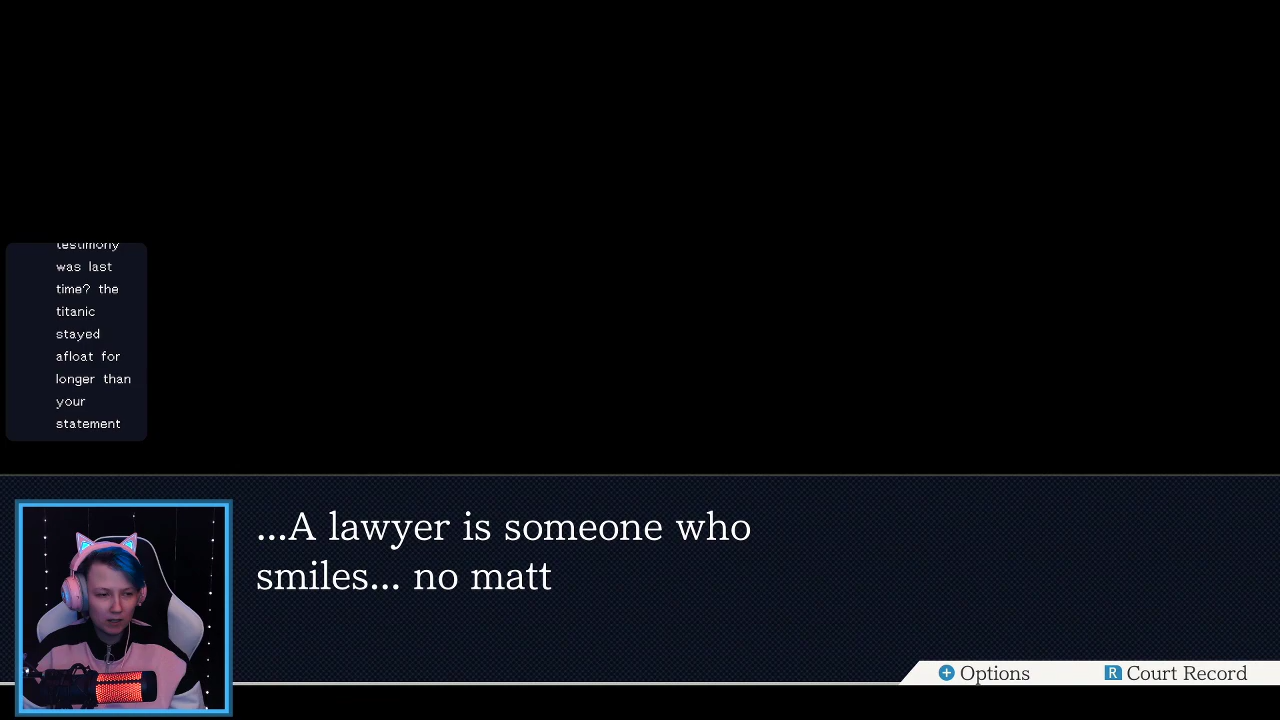 testimony
was last
time? the
titanic
stayed
afloat for
longer than
your
statement
...A lawyer is someone who
smiles... no matt
+ Options
R Court Record